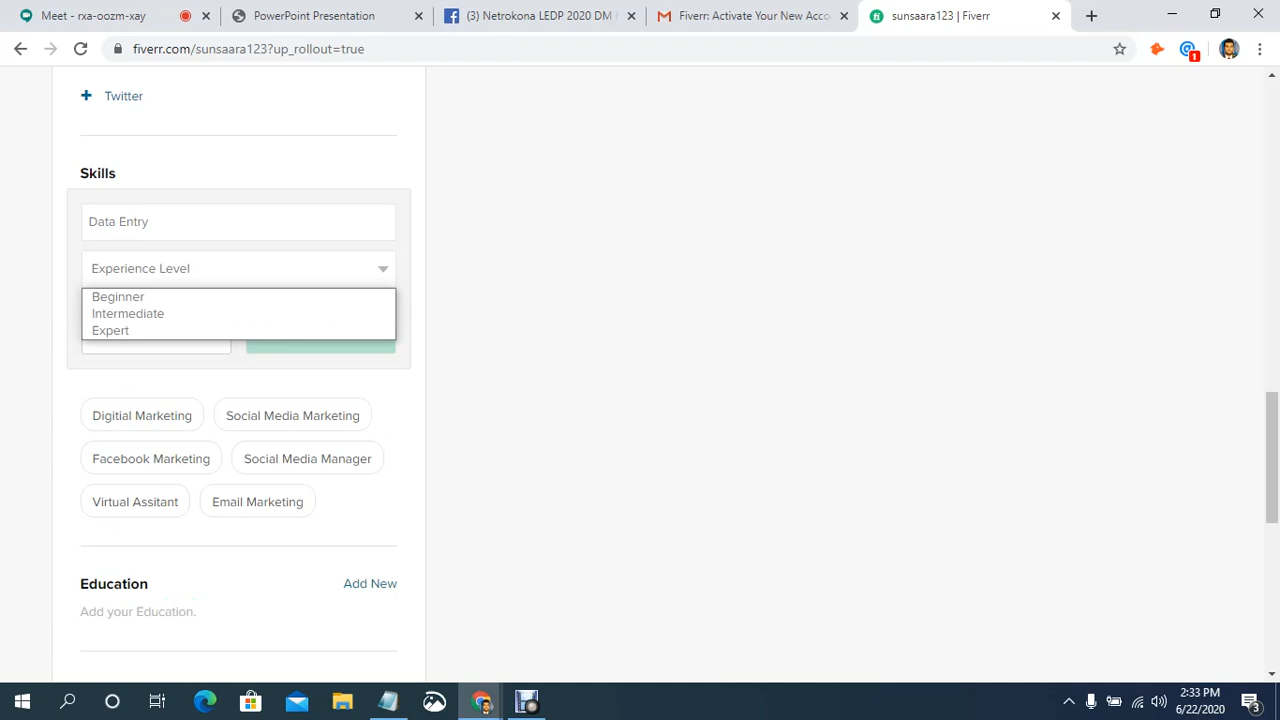 Meet - rxa-oozm-xay
PowerPoint Presentation
(3) Netrokona LEDP 2020 DM
Fiverr: Activate Your New Acco
fi sunsaara123 | Fiverr
fiverr.com/sunsaara123?up_rollout=true
1
+ Twitter
Skills
Data Entry
Experience Level
Beginner
Intermediate
Expert
Digitial Marketing
Social Media Marketing
Facebook Marketing
Social Media Manager
Virtual Assitant
Email Marketing
Education
Add New
Add your Education.
2:33 PM
6/22/2020
3